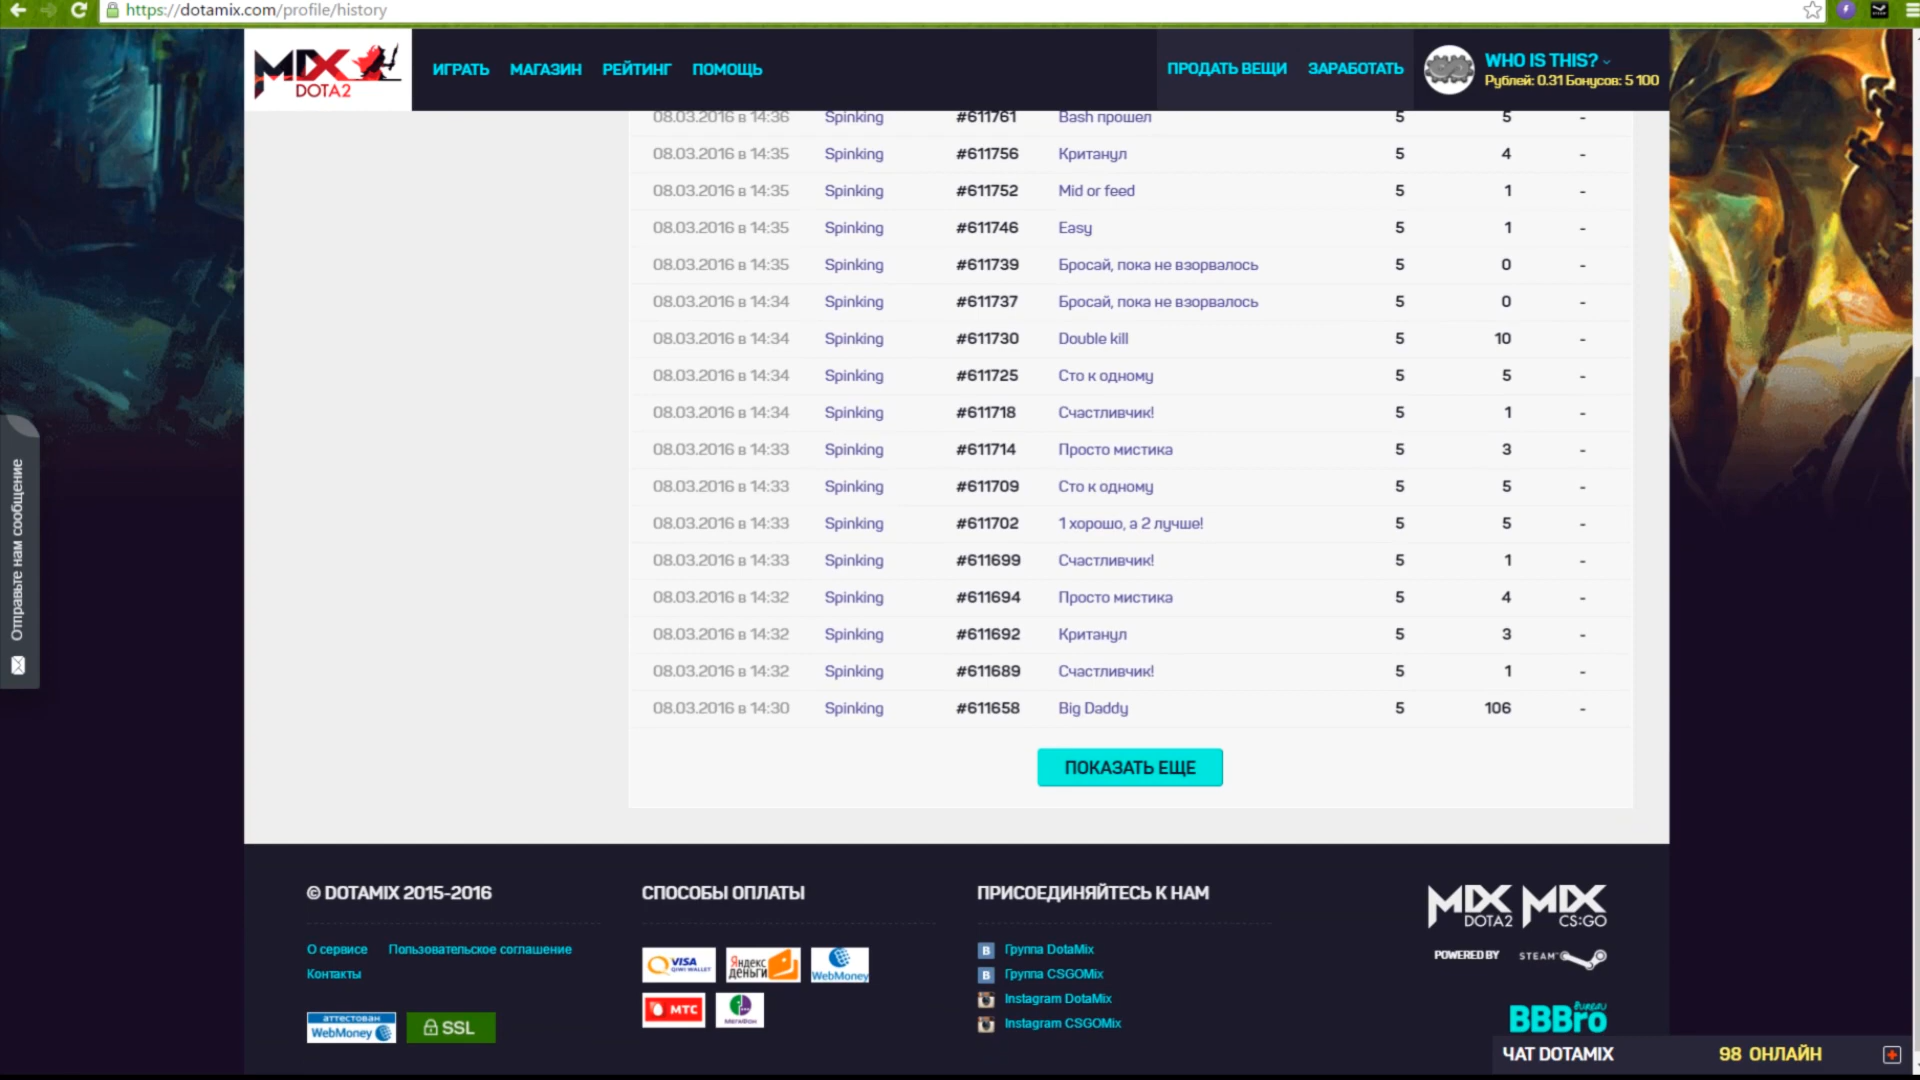 https://dotamix.com/profile/history
MIX DOTA2
ИГРАТЬ МАГАЗИН РЕЙТИНГ ПОМОЩЬ ПРОДАТЬ ВЕЩИ ЗАРАБОТАТЬ WHO IS THIS?
Рублей: 0.31 Бонусов: 5 100
08.03.2016 в 14:36 Spinking #611761 Bash прошел 5 5 -
08.03.2016 в 14:35 Spinking #611756 Кританул 5 4 -
08.03.2016 в 14:35 Spinking #611752 Mid or feed 5 1 -
08.03.2016 в 14:35 Spinking #611746 Easy 5 1 -
08.03.2016 в 14:35 Spinking #611739 Бросай, пока не взорвалось 5 0 -
08.03.2016 в 14:34 Spinking #611737 Бросай, пока не взорвалось 5 0 -
08.03.2016 в 14:34 Spinking #611730 Double kill 5 10 -
08.03.2016 в 14:34 Spinking #611725 Сто к одному 5 5 -
08.03.2016 в 14:34 Spinking #611718 Счастливчик! 5 1 -
08.03.2016 в 14:33 Spinking #611714 Просто мистика 5 3 -
08.03.2016 в 14:33 Spinking #611709 Сто к одному 5 5 -
08.03.2016 в 14:33 Spinking #611702 1 хорошо, а 2 лучше! 5 5 -
08.03.2016 в 14:33 Spinking #611699 Счастливчик! 5 1 -
08.03.2016 в 14:32 Spinking #611694 Просто мистика 5 4 -
08.03.2016 в 14:32 Spinking #611692 Кританул 5 3 -
08.03.2016 в 14:32 Spinking #611689 Счастливчик! 5 1 -
08.03.2016 в 14:30 Spinking #611658 Big Daddy 5 106 -
ПОКАЗАТЬ ЕЩЕ
Отправьте нам сообщение
© DOTAMIX 2015-2016
О сервисе Пользовательское соглашение
Контакты
аттестован
WebMoney
SSL
СПОСОБЫ ОПЛАТЫ
VISA
QIWI WALLET
Яндекс
деньги
WebMoney
МТС
МегаФон
ПРИСОЕДИНЯЙТЕСЬ К НАМ
В Группа DotaMix
В Группа CSGOMix
Instagram DotaMix
Instagram CSGOMix
MIX DOTA2 MIX CS:GO
POWERED BY STEAM
BBBro
bureau
ЧАТ DOTAMIX 98 ОНЛАЙН